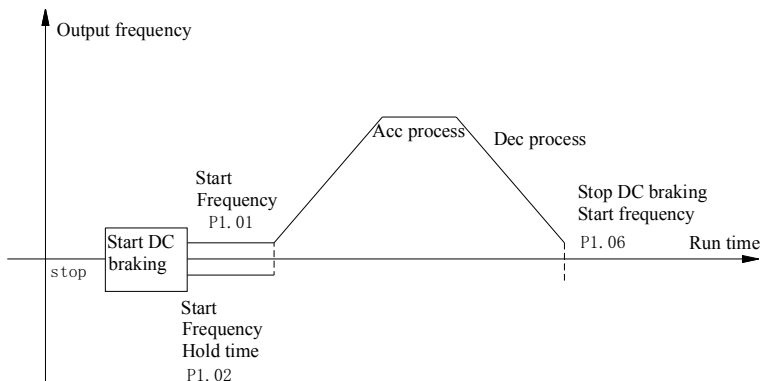 Output frequency
Acc process
Dec process
Start
Frequency
P1.01
Stop DC braking
Start frequency
P1.06
Run time
Start DC
braking
stop
Start
Frequency
Hold time
P1.02